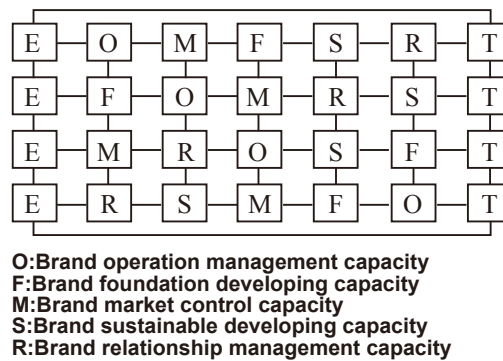 E O M F S R T
E F O M R S T
E M R O S F T
E R S M F O T
O:Brand operation management capacity
F:Brand foundation developing capacity
M:Brand market control capacity
S:Brand sustainable developing capacity
R:Brand relationship management capacity